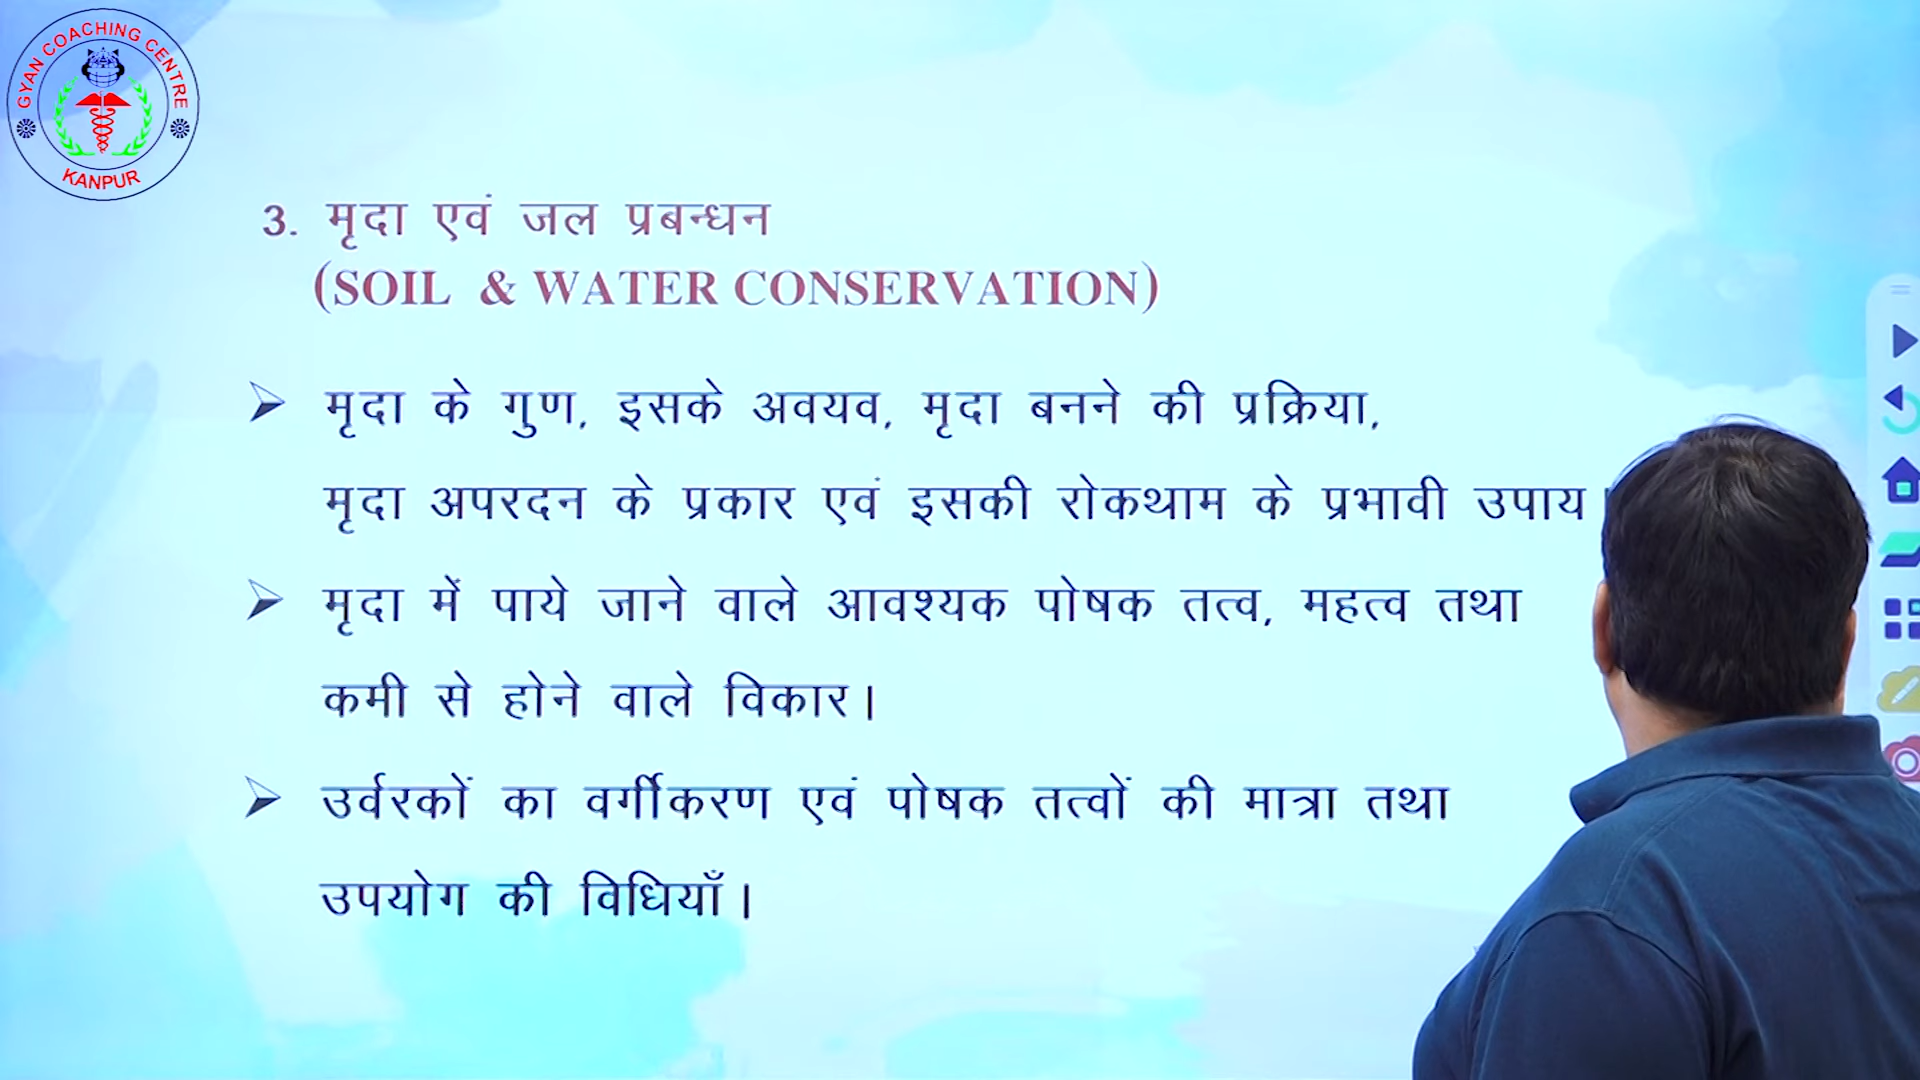 GYAN COACHING CENTRE
KANPUR
3. मृदा एवं जल प्रबन्धन
(SOIL & WATER CONSERVATION)
मृदा के गुण, इसके अवयव, मृदा बनने की प्रक्रिया,
मृदा अपरदन के प्रकार एवं इसकी रोकथाम के प्रभावी उपाय।
मृदा में पाये जाने वाले आवश्यक पोषक तत्व, महत्व तथा
कमी से होने वाले विकार।
उर्वरकों का वर्गीकरण एवं पोषक तत्वों की मात्रा तथा
उपयोग की विधियाँ।